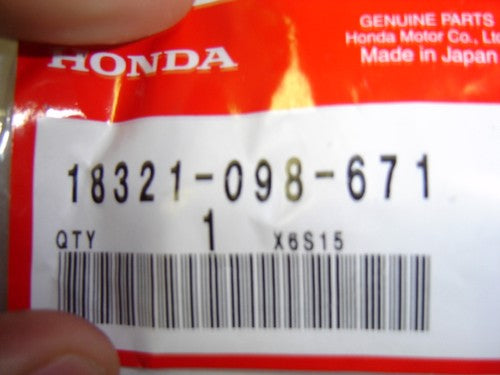 GENUINE PARTS
Honda Motor Co., Ltd
Made in Japan
HONDA
18321-098-671
QTY 1 X6S15